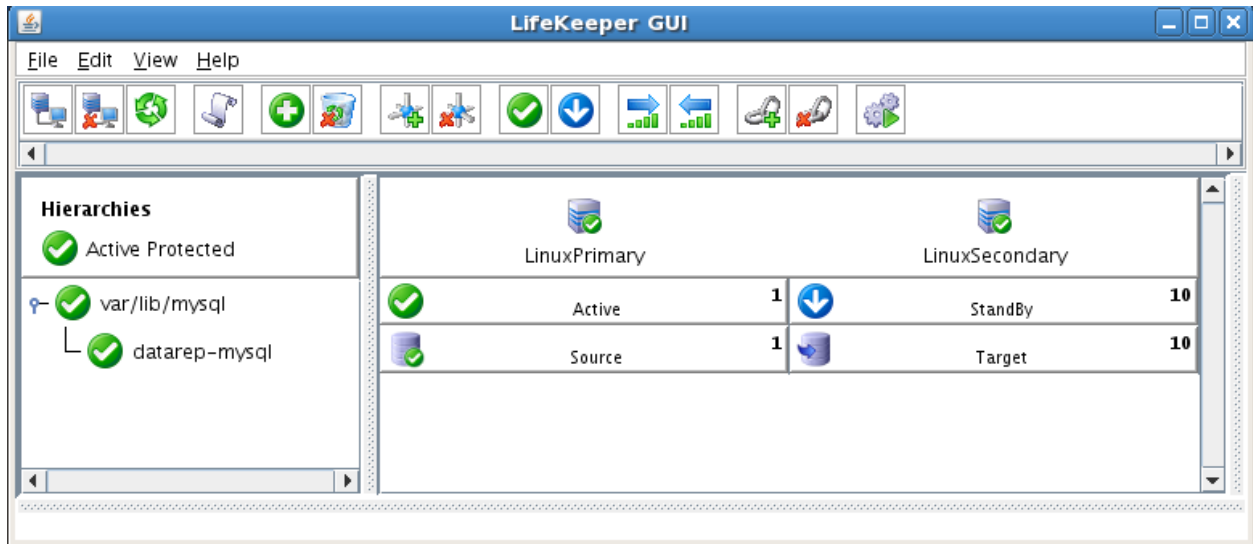 LifeKeeper GUI
File Edit View Help
Hierarchies
Active Protected
LinuxPrimary
LinuxSecondary
var/lib/mysql
Active 1
StandBy 10
datarep-mysql
Source 1
Target 10